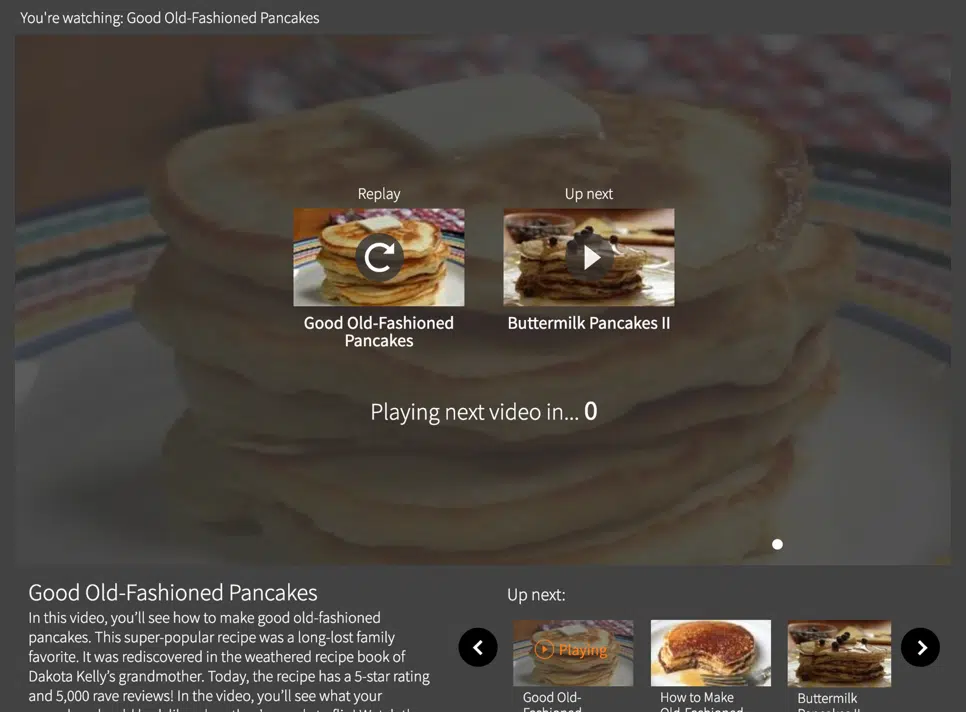 You're watching: Good Old-Fashioned Pancakes
Replay
Up next
Good Old-Fashioned
Pancakes
Buttermilk Pancakes II
Playing next video in... 0
Good Old-Fashioned Pancakes
In this video, you’ll see how to make good old-fashioned
pancakes. This super-popular recipe was a long-lost family
favorite. It was rediscovered in the weathered recipe book of
Dakota Kelly’s grandmother. Today, the recipe has a 5-star rating
and 5,000 rave reviews! In the video, you’ll see what your
Up next:
Playing
Good Old-
Fashioned
How to Make
Old-Fashioned
Buttermilk
Pancakes II